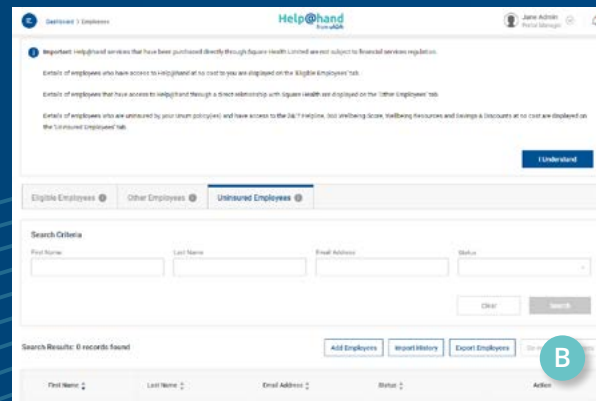 Dashboard > Employees
Help@hand
from
Jane Admin
Portal Manager
Important: Help@hand services that have been purchased directly through Square Health Limited are not subject to financial services regulation.
Details of employees who have access to Help@hand at no cost to you are displayed on the 'Eligible Employees' tab.
Details of employees that have access to Help@hand through a direct relationship with Square Health are displayed on the 'Other Employees' tab.
Details of employees who are uninsured by your Unum policy(ies) and have access to the 24/7 Helpline, Wellbeing Score, Wellbeing Resources and Savings & Discounts at no cost are displayed on
the 'Uninsured Employees' tab.
I Understand
Eligible Employees Other Employees Uninsured Employees
Search Criteria
First Name Last Name Email Address Status
Clear Search
Search Results: 0 records found Add Employees Import History Export Employees
B
First Name Last Name Email Address Status Action